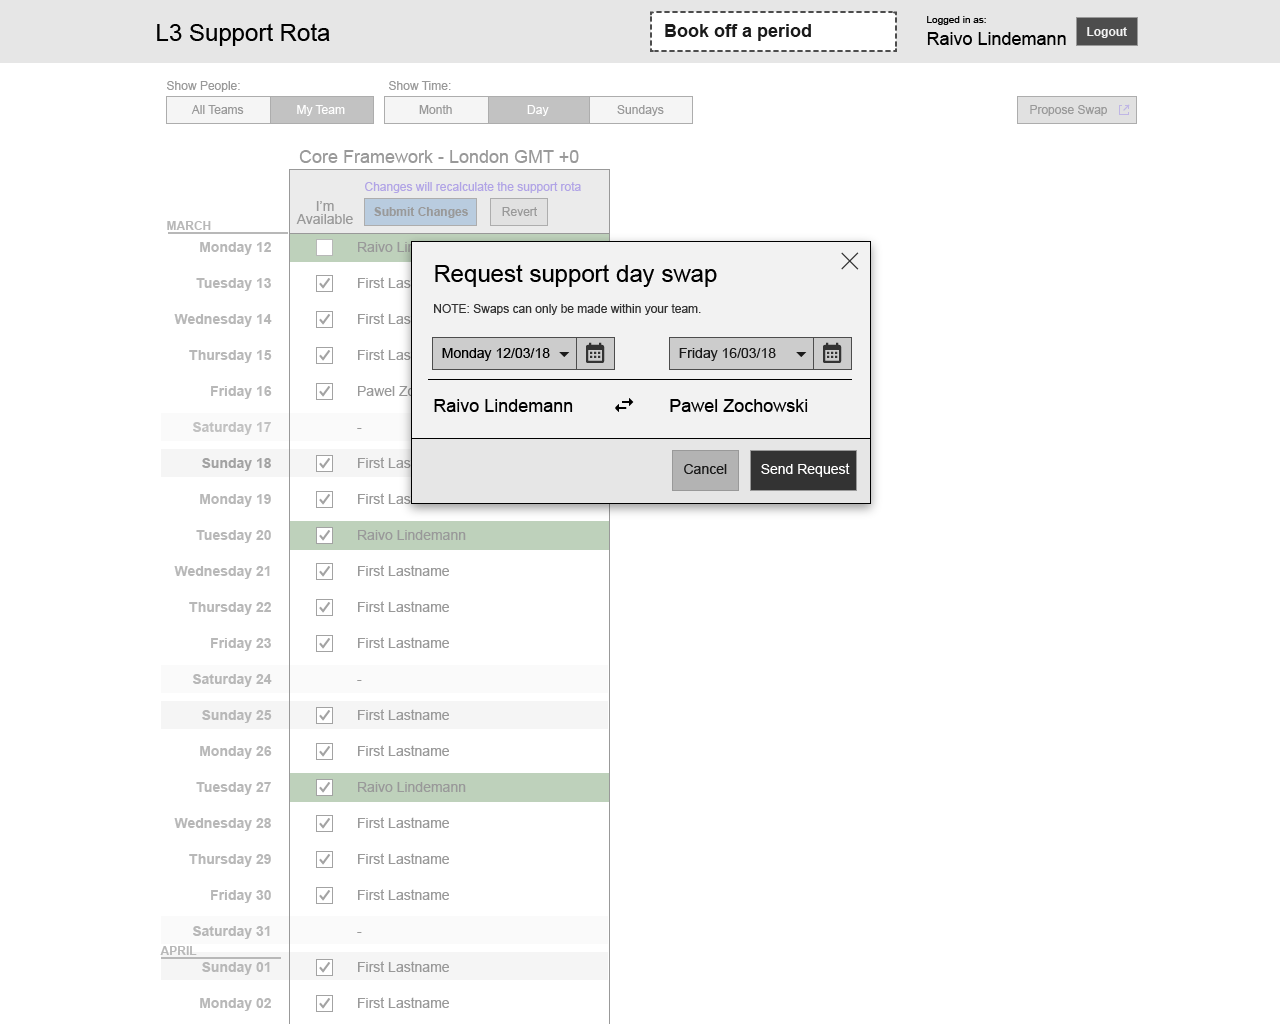 L3 Support Rota
Book off a period
Logged in as:
Raivo Lindemann
Logout
Show People:
Show Time:
All Teams
My Team
Month
Day
Sundays
Propose Swap
Core Framework - London GMT +0
I'm
Available
Changes will recalculate the support rota
Submit Changes
Revert
MARCH
Monday 12
Raivo Li
Tuesday 13
First Las
Wednesday 14
First Las
Thursday 15
First Las
Friday 16
Pawel Zo
Saturday 17
-
Sunday 18
First Las
Monday 19
First Las
Tuesday 20
Raivo Lindemann
Wednesday 21
First Lastname
Thursday 22
First Lastname
Friday 23
First Lastname
Saturday 24
-
Sunday 25
First Lastname
Monday 26
First Lastname
Tuesday 27
Raivo Lindemann
Wednesday 28
First Lastname
Thursday 29
First Lastname
Friday 30
First Lastname
Saturday 31
-
APRIL
Sunday 01
First Lastname
Monday 02
First Lastname
Request support day swap
NOTE: Swaps can only be made within your team.
Monday 12/03/18
Friday 16/03/18
Raivo Lindemann
Pawel Zochowski
Cancel
Send Request